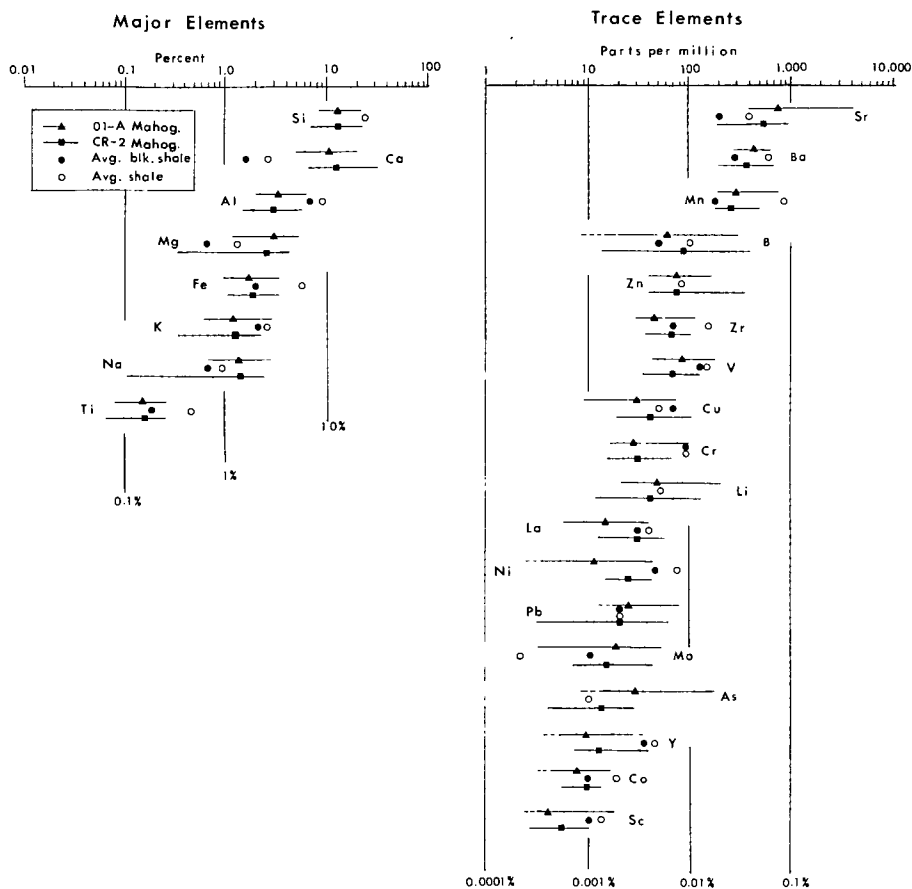 Major Elements
Percent
0.01 0.1 1.0 10 100
01-A Mahog.
CR-2 Mahog.
Avg. blk. shale
Avg. shale
Si
Ca
Al
Mg
Fe
K
Na
Ti
10%
1%
0.1%
Trace Elements
Parts per million
1 10 100 1,000 10,000
Sr
Ba
Mn
B
Zn
Zr
V
Cu
Cr
Li
La
Ni
Pb
Mo
As
Y
Co
Sc
0.0001% 0.001% 0.01% 0.1%